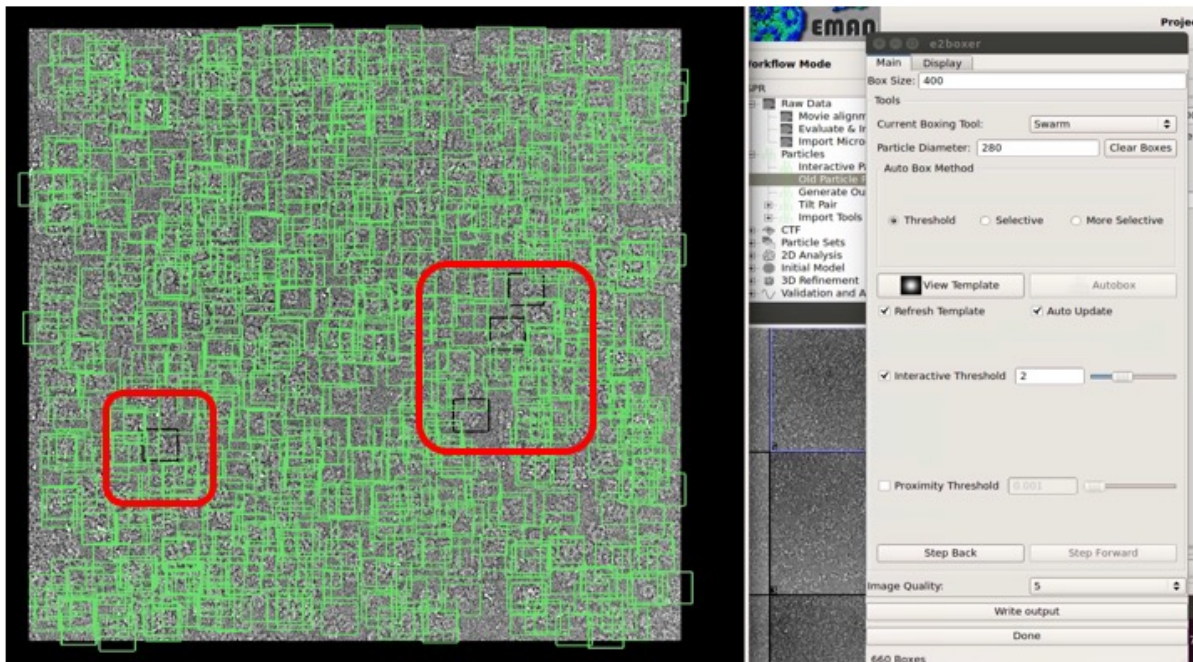 EMAN
Projec
e2boxer
Workflow Mode
Main Display
Box Size: 400
SPR
Tools
Raw Data
Movie alignm
Current Boxing Tool: Swarm
Evaluate & I
Import Micro
Particle Diameter: 280 Clear Boxes
Particles
Interactive P
Auto Box Method
Old Particle
Generate Ou
Tilt Pair
Import Tools
Threshold Selective More Selective
CTF
Particle Sets
2D Analysis
Initial Model
3D Refinement
View Template Autobox
Validation and A
Refresh Template Auto Update
Interactive Threshold 2
Proximity Threshold 0.001
Step Back Step Forward
Image Quality: 5
Write output
Done
660 Boxes